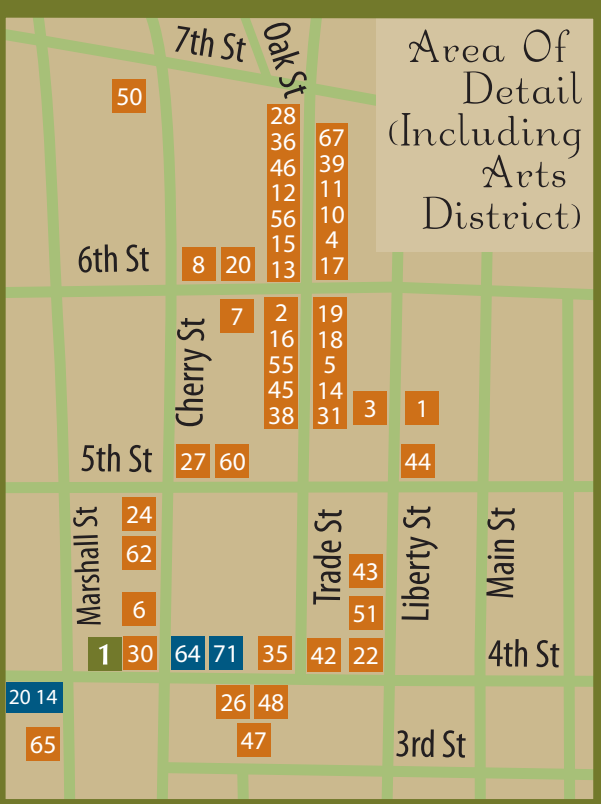 7th St
Oak St
Area Of
Detail
(Including
Arts
District)
50
28
36
46
12
56
15
13
67
39
11
10
4
17
6th St
8 20
7
Cherry St
2
16
55
45
38
19
18
5
14
31
3
1
5th St
27 60
44
Marshall St
24
62
6
Trade St
43
51
Liberty St
Main St
1 30
64 71
35
42 22
4th St
20 14
65
26 48
47
3rd St